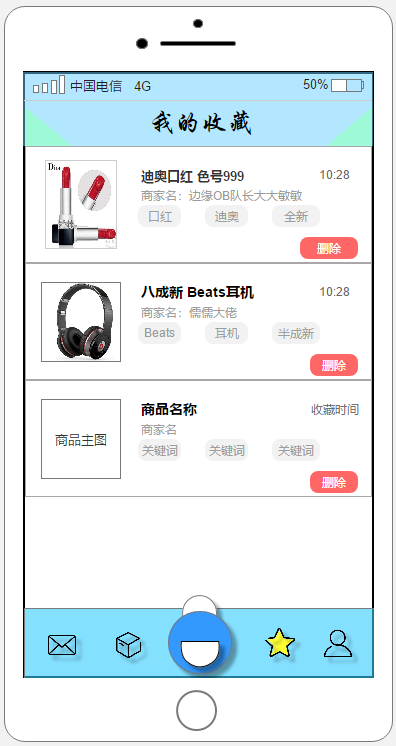 中国电信 4G 50%
我的收藏
Dior
迪奥口红 色号999 10:28
商家名：边缘OB队长大大敏敏
口红 迪奥 全新
删除
八成新 Beats耳机 10:28
商家名：儒儒大佬
Beats 耳机 半成新
删除
商品主图
商品名称 收藏时间
商家名
关键词 关键词 关键词
删除